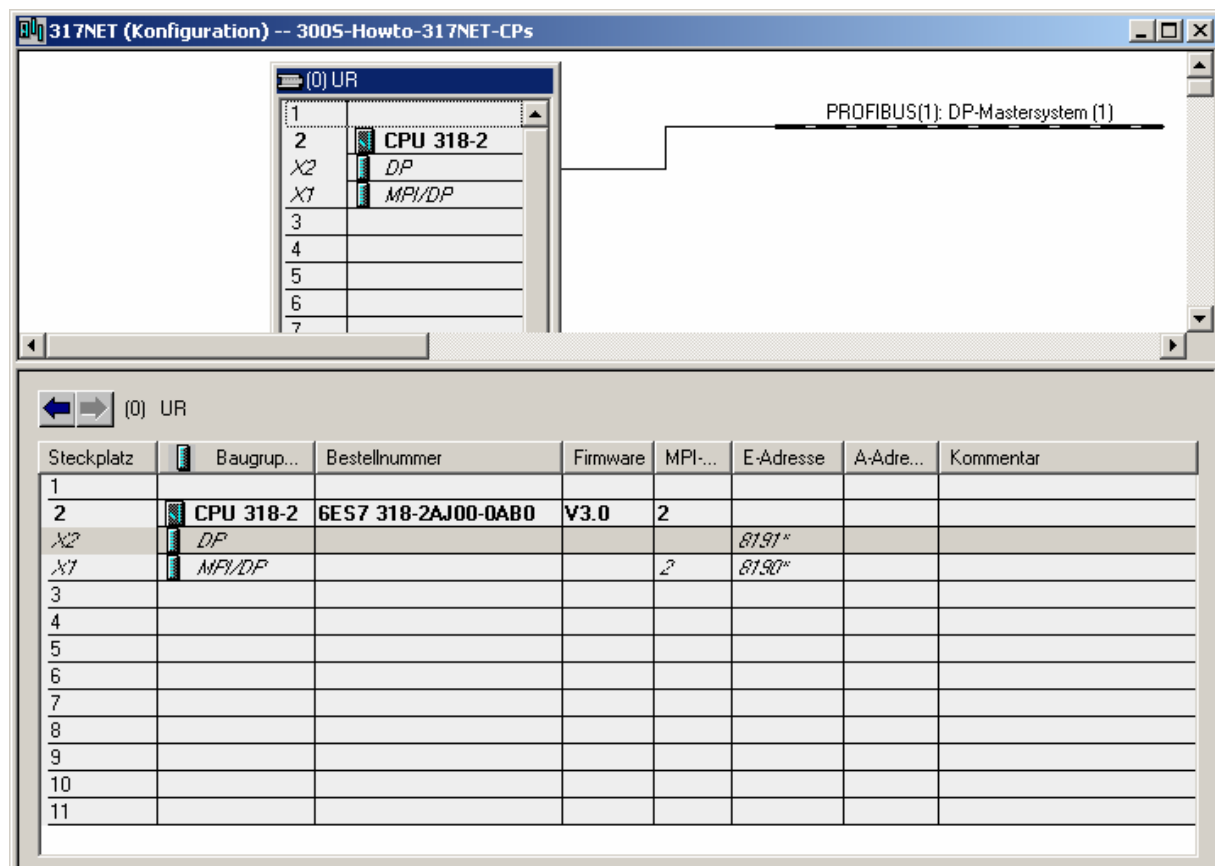 317NET (Konfiguration) -- 300S-Howto-317NET-CPs
(0) UR
1
2 CPU 318-2
X2 DP
X1 MPI/DP
3
4
5
6
7
PROFIBUS(1): DP-Mastersystem (1)
(0) UR
Steckplatz Baugrup... Bestellnummer Firmware MPI-... E-Adresse A-Adre... Kommentar
1
2 CPU 318-2 6ES7 318-2AJ00-0AB0 V3.0 2
X2 DP 8191*
X1 MPI/DP 2 8190*
3
4
5
6
7
8
9
10
11